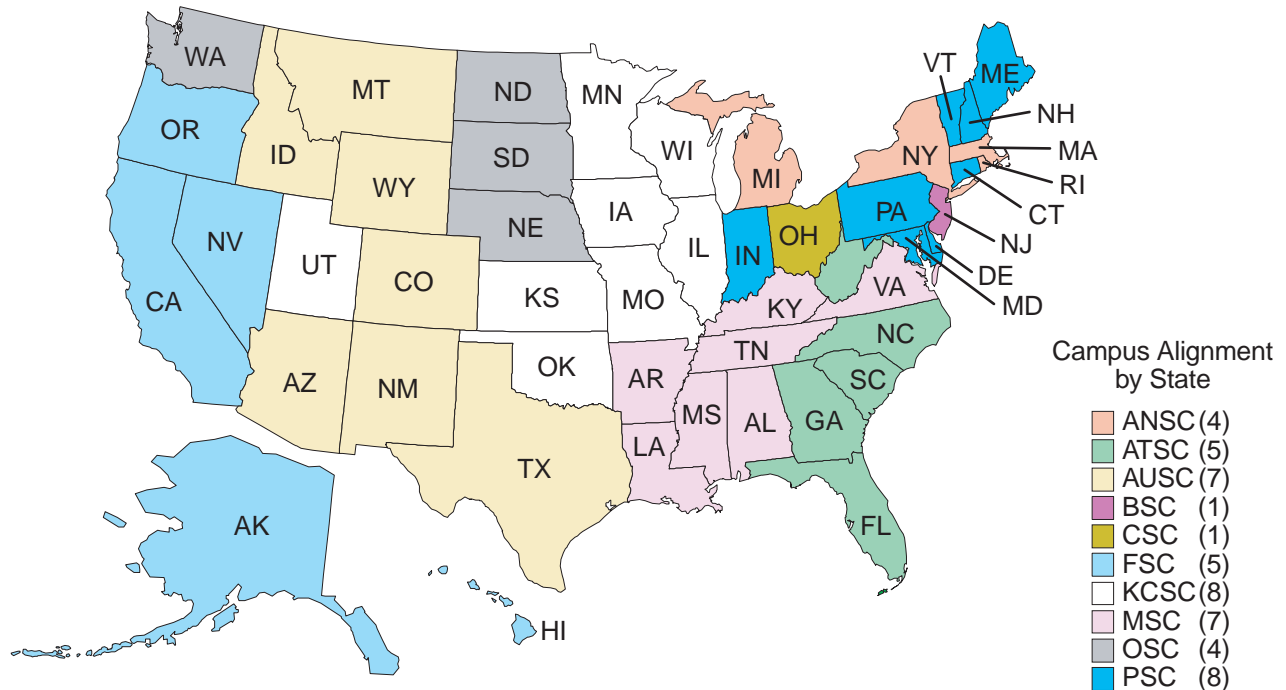 WA
MT
ND
MN
VT
ME
OR
ID
SD
WI
NH
WY
MI
NY
MA
RI
NV
NE
IA
PA
CT
UT
IL
IN
OH
NJ
CO
DE
CA
KS
MO
KY
VA
MD
AZ
NM
OK
AR
TN
NC
SC
MS
AL
GA
LA
TX
FL
AK
HI
Campus Alignment
by State
ANSC (4)
ATSC (5)
AUSC (7)
BSC (1)
CSC (1)
FSC (5)
KCSC (8)
MSC (7)
OSC (4)
PSC (8)